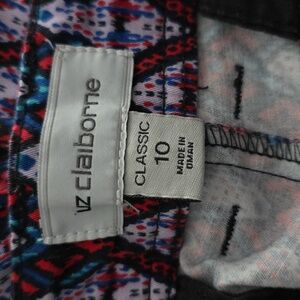 liz claiborne
CLASSIC
10
MADE IN
OMAN